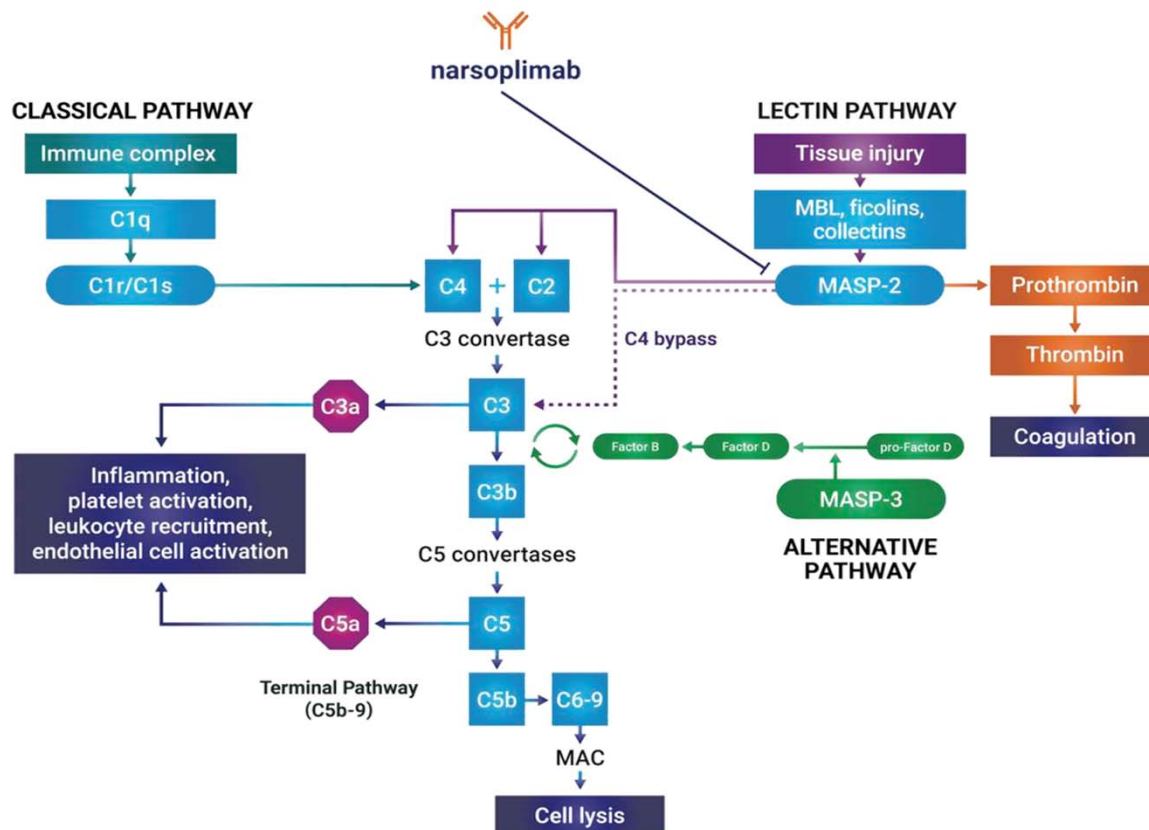 narsoplimab
CLASSICAL PATHWAY
Immune complex
C1q
C1r/C1s
LECTIN PATHWAY
Tissue injury
MBL, ficolins,
collectins
MASP-2
Prothrombin
Thrombin
Coagulation
C4
+
C2
C3 convertase
C4 bypass
C3a
C3
Factor B
Factor D
pro-Factor D
MASP-3
ALTERNATIVE
PATHWAY
C3b
Inflammation,
platelet activation,
leukocyte recruitment,
endothelial cell activation
C5 convertases
C5a
C5
Terminal Pathway
(C5b-9)
C5b
C6-9
MAC
Cell lysis